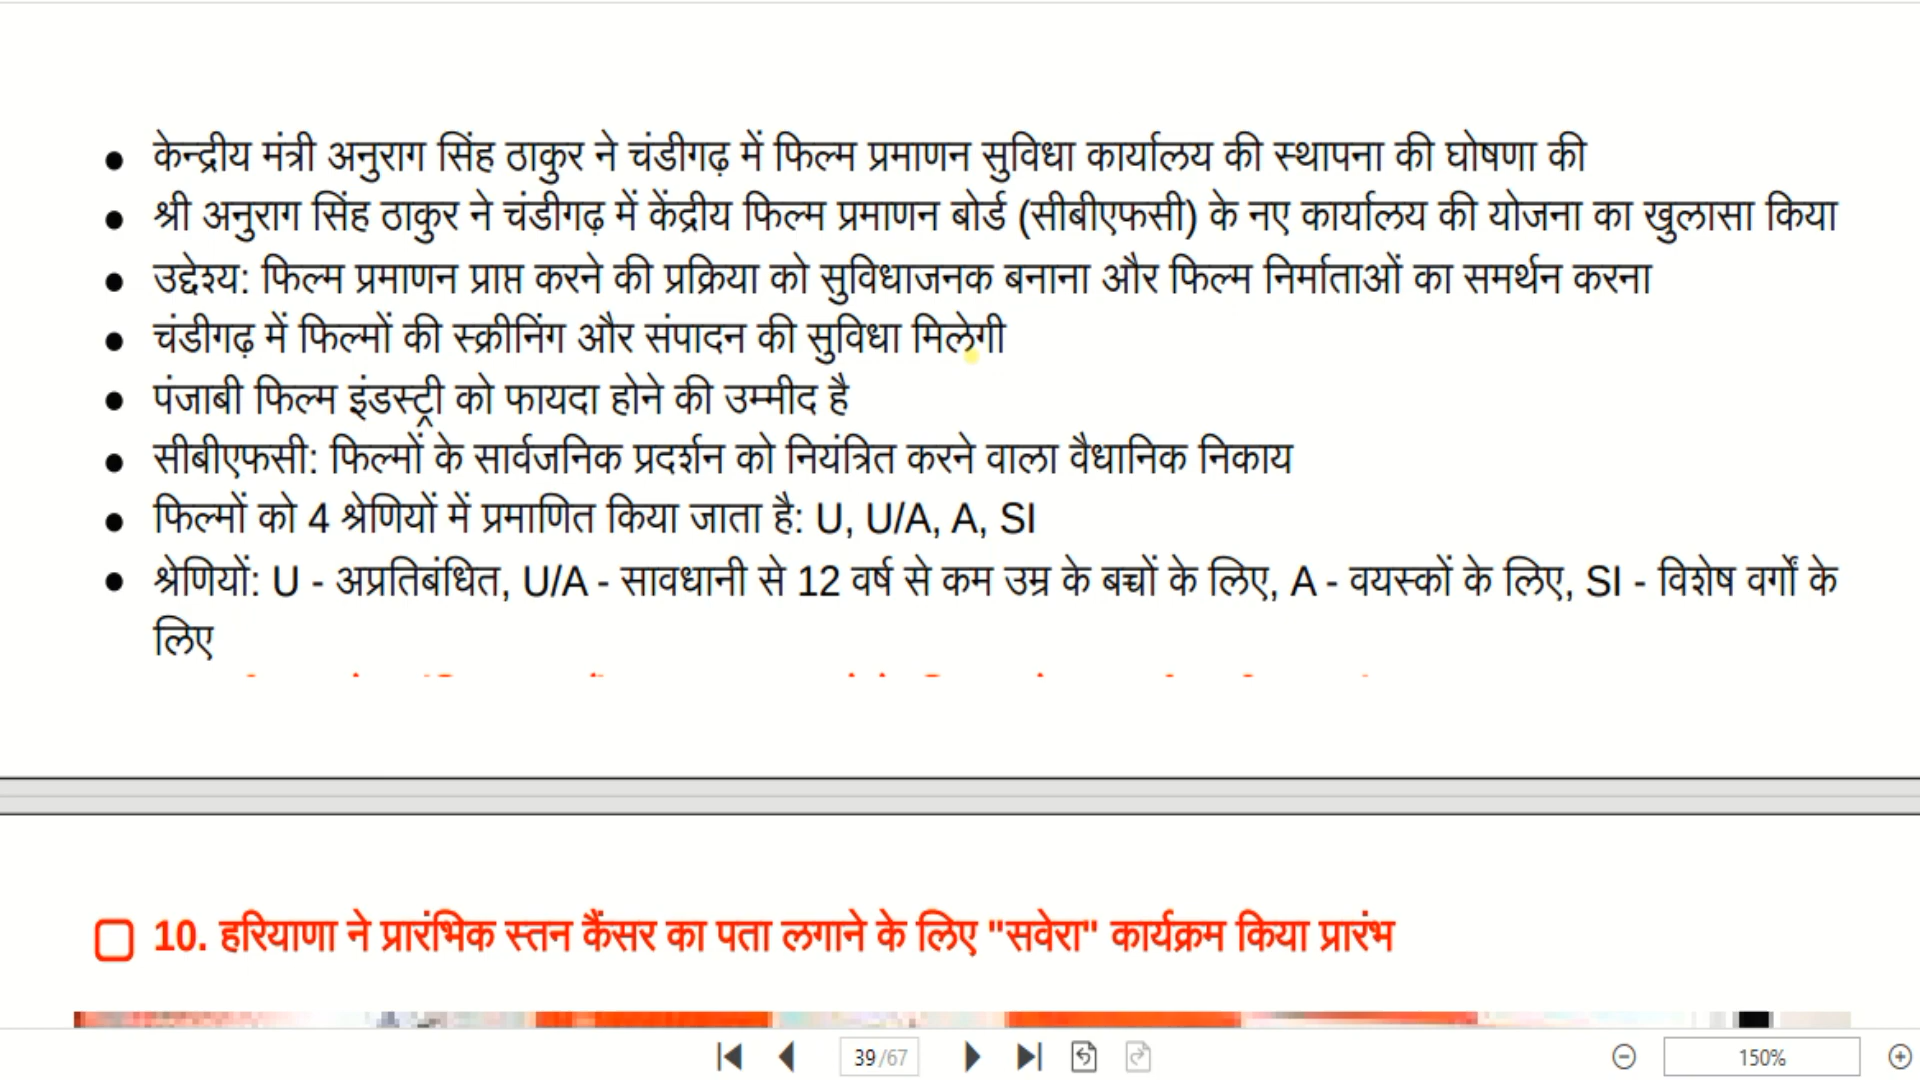 ● केन्द्रीय मंत्री अनुराग सिंह ठाकुर ने चंडीगढ़ में फिल्म प्रमाणन सुविधा कार्यालय की स्थापना की घोषणा की
● श्री अनुराग सिंह ठाकुर ने चंडीगढ़ में केंद्रीय फिल्म प्रमाणन बोर्ड (सीबीएफसी) के नए कार्यालय की योजना का खुलासा किया
● उद्देश्य: फिल्म प्रमाणन प्राप्त करने की प्रक्रिया को सुविधाजनक बनाना और फिल्म निर्माताओं का समर्थन करना
● चंडीगढ़ में फिल्मों की स्क्रीनिंग और संपादन की सुविधा मिलेगी
● पंजाबी फिल्म इंडस्ट्री को फायदा होने की उम्मीद है
● सीबीएफसी: फिल्मों के सार्वजनिक प्रदर्शन को नियंत्रित करने वाला वैधानिक निकाय
● फिल्मों को 4 श्रेणियों में प्रमाणित किया जाता है: U, U/A, A, SI
● श्रेणियों: U - अप्रतिबंधित, U/A - सावधानी से 12 वर्ष से कम उम्र के बच्चों के लिए, A - वयस्कों के लिए, SI - विशेष वर्गों के
लिए
10. हरियाणा ने प्रारंभिक स्तन कैंसर का पता लगाने के लिए "सवेरा" कार्यक्रम किया प्रारंभ
39/67
150%